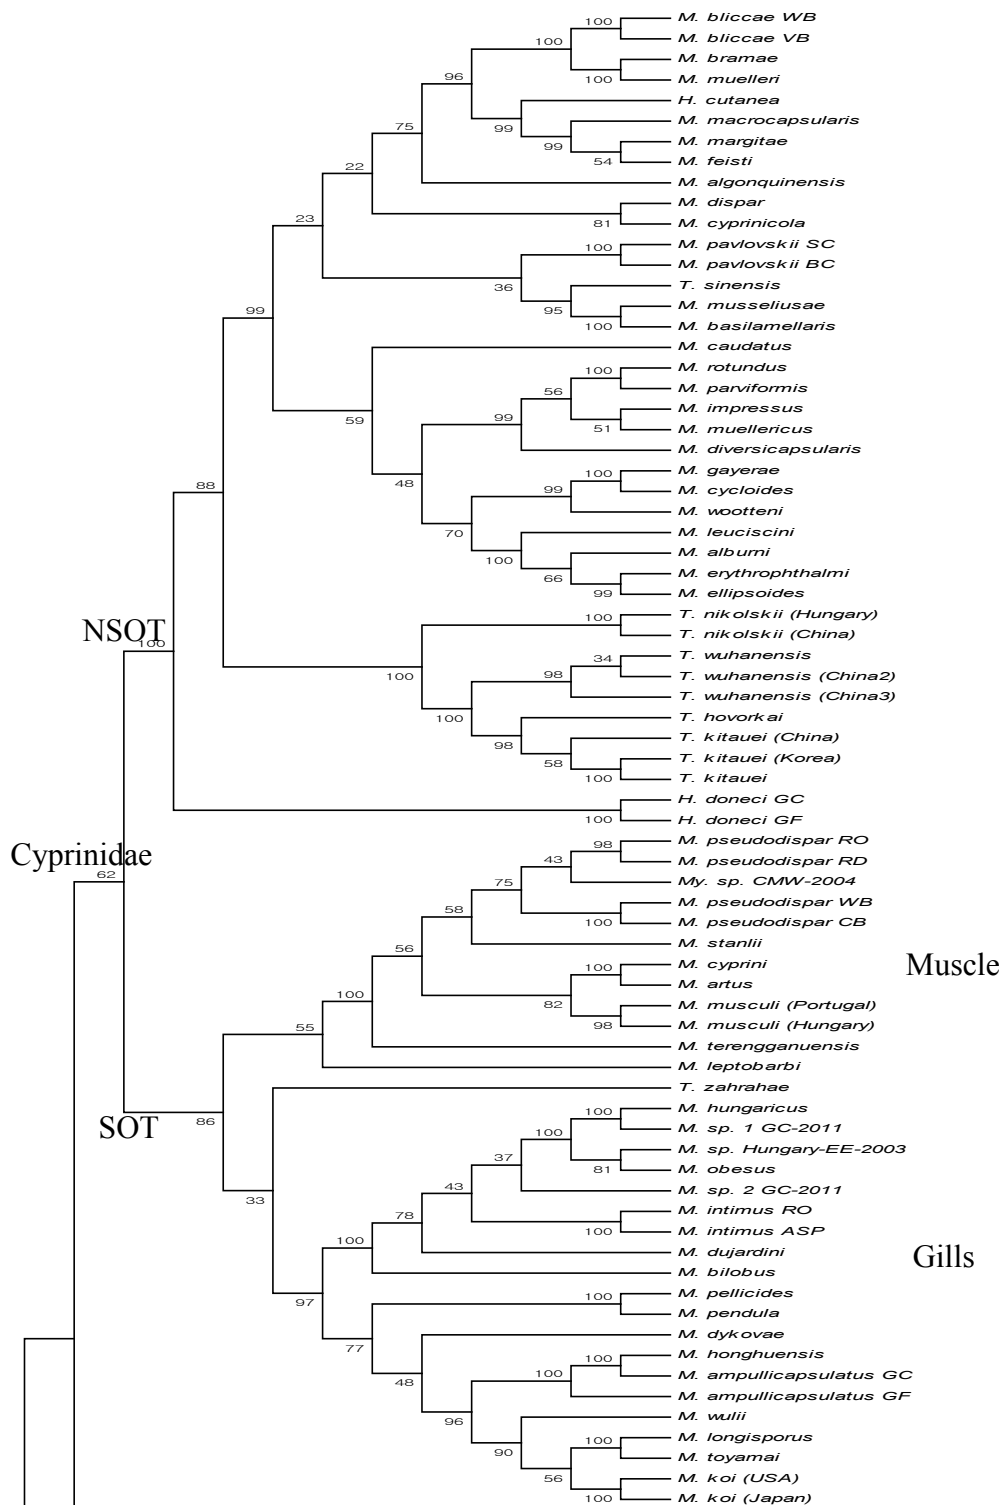 100 M. bliccae WB
M. bliccae VB
100
M. bramae
100 M. muelleri
96
H. cutanea
99
M. macrocapsularis
99
M. margitae
54 M. feisti
75
M. algonquinensis
22
M. dispar
81 M. cyprinicola
23
100 M. pavlovskii SC
M. pavlovskii BC
36
T. sinensis
95
M. musseliusae
100 M. basilamellaris
99
M. caudatus
59
100 M. rotundus
M. parviformis
56
M. impressus
51 M. muellericus
99
M. diversicapsularis
48
100 M. gayerae
M. cycloides
99
M. wootteni
70
M. leuciscini
100
M. alburni
66
M. erythrophthalmi
99 M. ellipsoides
88
100 T. nikolskii (Hungary)
T. nikolskii (China)
100
34 T. wuhanensis
T. wuhanensis (China2)
98
T. wuhanensis (China3)
100
T. hovorkai
98
T. kitauei (China)
58
T. kitauei (Korea)
100 T. kitauei
NSOT
100
H. doneci GC
100 H. doneci GF
Cyprinidae
62
98 M. pseudodispar RO
M. pseudodispar RD
43
My. sp. CMW-2004
75
M. pseudodispar WB
100 M. pseudodispar CB
58
M. stanlii
56
100 M. cyprini
M. artus
82
M. musculi (Portugal)
98 M. musculi (Hungary)
Muscle
100
M. terengganuensis
55
M. leptobarbi
SOT
86
T. zahrahae
33
100 M. hungaricus
M. sp. 1 GC-2011
100
M. sp. Hungary-EE-2003
81 M. obesus
37
M. sp. 2 GC-2011
43
M. intimus RO
100 M. intimus ASP
78
M. dujardini
100
M. bilobus
Gills
97
100 M. pellicides
M. pendula
77
M. dykovae
48
100 M. honghuensis
M. ampullicapsulatus GC
100
M. ampullicapsulatus GF
96
M. wulii
90
100 M. longisporus
M. toyamai
56
M. koi (USA)
100 M. koi (Japan)